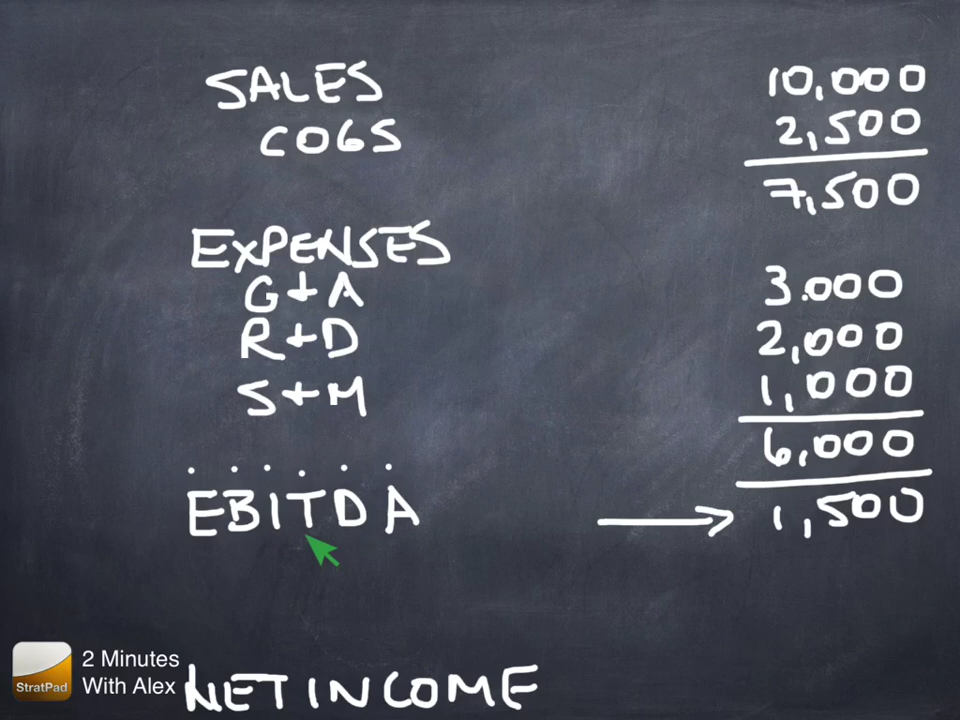 SALES 10,000
COGS 2,500
7,500
EXPENSES
G+A 3.000
R+D 2,000
S+M 1,000
6,000
EBITDA 1,500
StratPad
2 Minutes
With Alex
NET INCOME